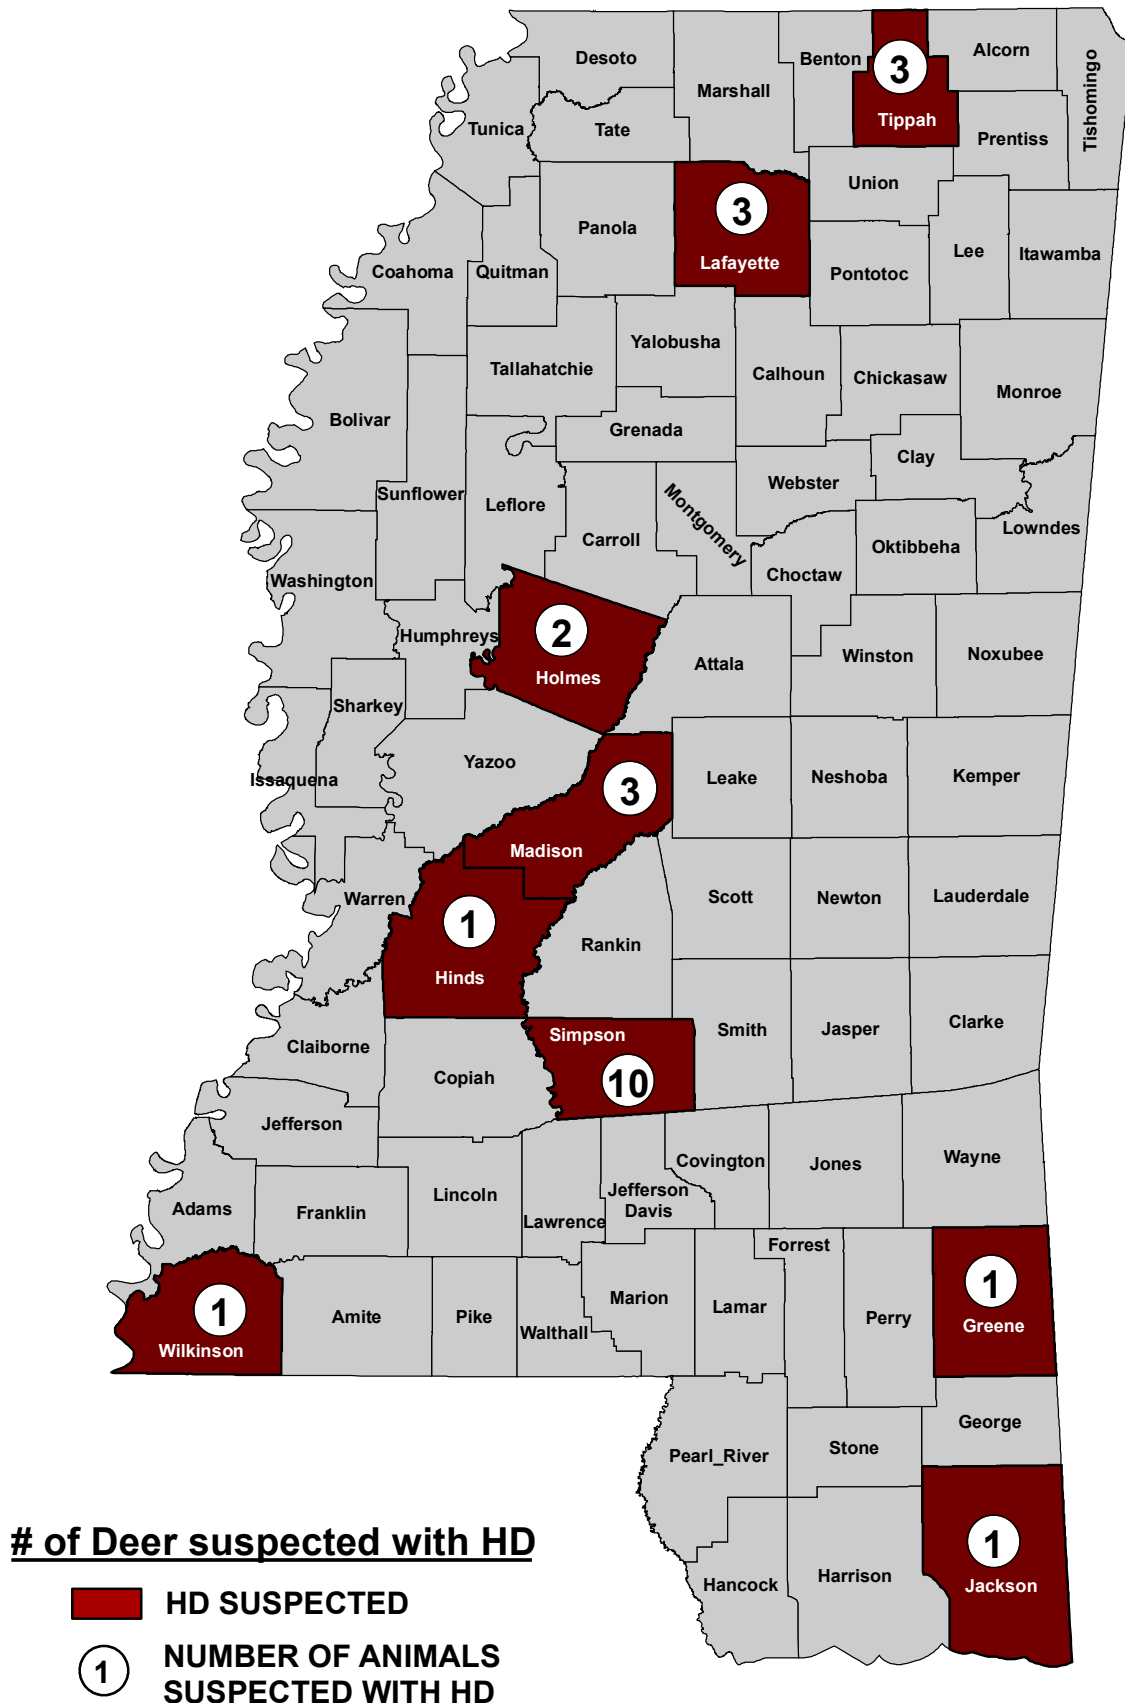 Desoto
Marshall
Benton
3
Tippah
Alcorn
Tishomingo
Tunica
Tate
Prentiss
Union
Panola
3
Lafayette
Coahoma
Quitman
Pontotoc
Lee
Itawamba
Yalobusha
Tallahatchie
Calhoun
Chickasaw
Monroe
Bolivar
Grenada
Clay
Sunflower
Leflore
Webster
Montgomery
Carroll
Lowndes
Oktibbeha
Choctaw
Washington
Humphreys
2
Holmes
Attala
Winston
Noxubee
Sharkey
Yazoo
Issaquena
3
Madison
Leake
Neshoba
Kemper
Warren
1
Hinds
Rankin
Scott
Newton
Lauderdale
Claiborne
Copiah
Simpson
10
Smith
Jasper
Clarke
Jefferson
Covington
Jones
Wayne
Adams
Franklin
Lincoln
Lawrence
Jefferson
Davis
Forrest
1
Wilkinson
Amite
Pike
Walthall
Marion
Lamar
Perry
1
Greene
George
Pearl_River
Stone
Hancock
Harrison
1
Jackson
# of Deer suspected with HD
HD SUSPECTED
1
NUMBER OF ANIMALS
SUSPECTED WITH HD